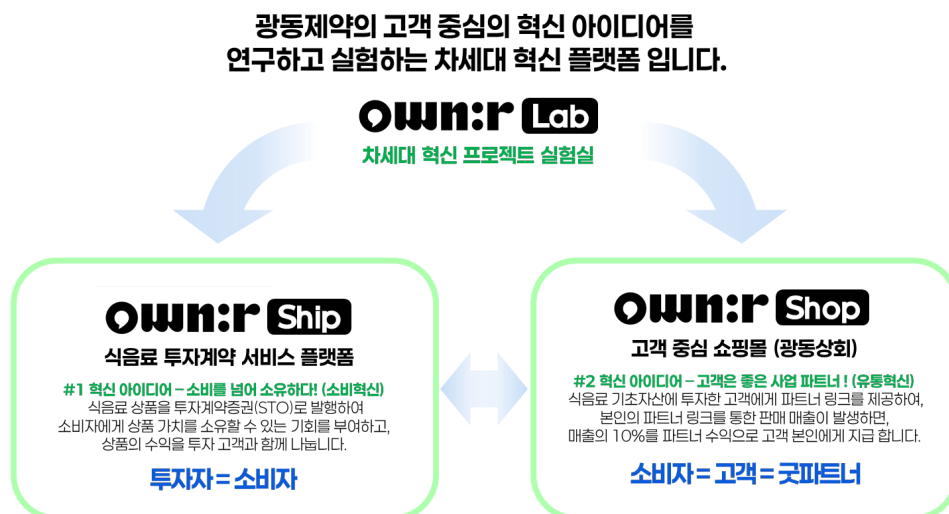 광동제약의 고객 중심의 혁신 아이디어를
연구하고 실험하는 차세대 혁신 플랫폼 입니다.
own:r Lab
차세대 혁신 프로젝트 실험실
own:r Ship
식음료 투자계약 서비스 플랫폼
#1 혁신 아이디어 – 소비를 넘어 소유하다! (소비혁신)
식음료 상품을 투자계약증권(STO)로 발행하여
소비자에게 상품 가치를 소유할 수 있는 기회를 부여하고,
상품의 수익을 투자 고객과 함께 나눕니다.
투자자 = 소비자
own:r Shop
고객 중심 쇼핑몰 (광동상회)
#2 혁신 아이디어 – 고객은 좋은 사업 파트너 ! (유통혁신)
식음료 기초자산에 투자한 고객에게 파트너 링크를 제공하여,
본인의 파트너 링크를 통한 판매 매출이 발생하면,
매출의 10%를 파트너 수익으로 고객 본인에게 지급 합니다.
소비자 = 고객 = 굿파트너